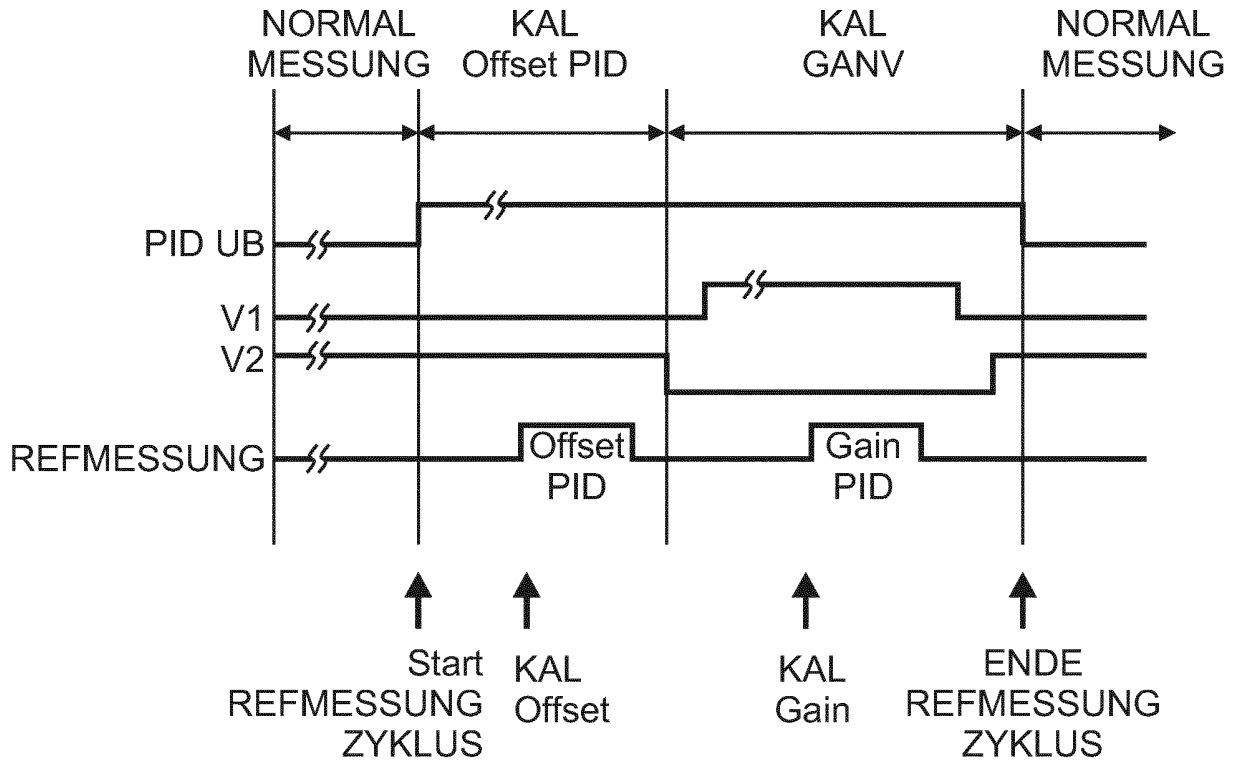 NORMAL
MESSUNG
KAL
Offset PID
KAL
GANV
NORMAL
MESSUNG
PID UB
V1
V2
REFMESSUNG
Offset
PID
Gain
PID
Start
REFMESSUNG
ZYKLUS
KAL
Offset
KAL
Gain
ENDE
REFMESSUNG
ZYKLUS